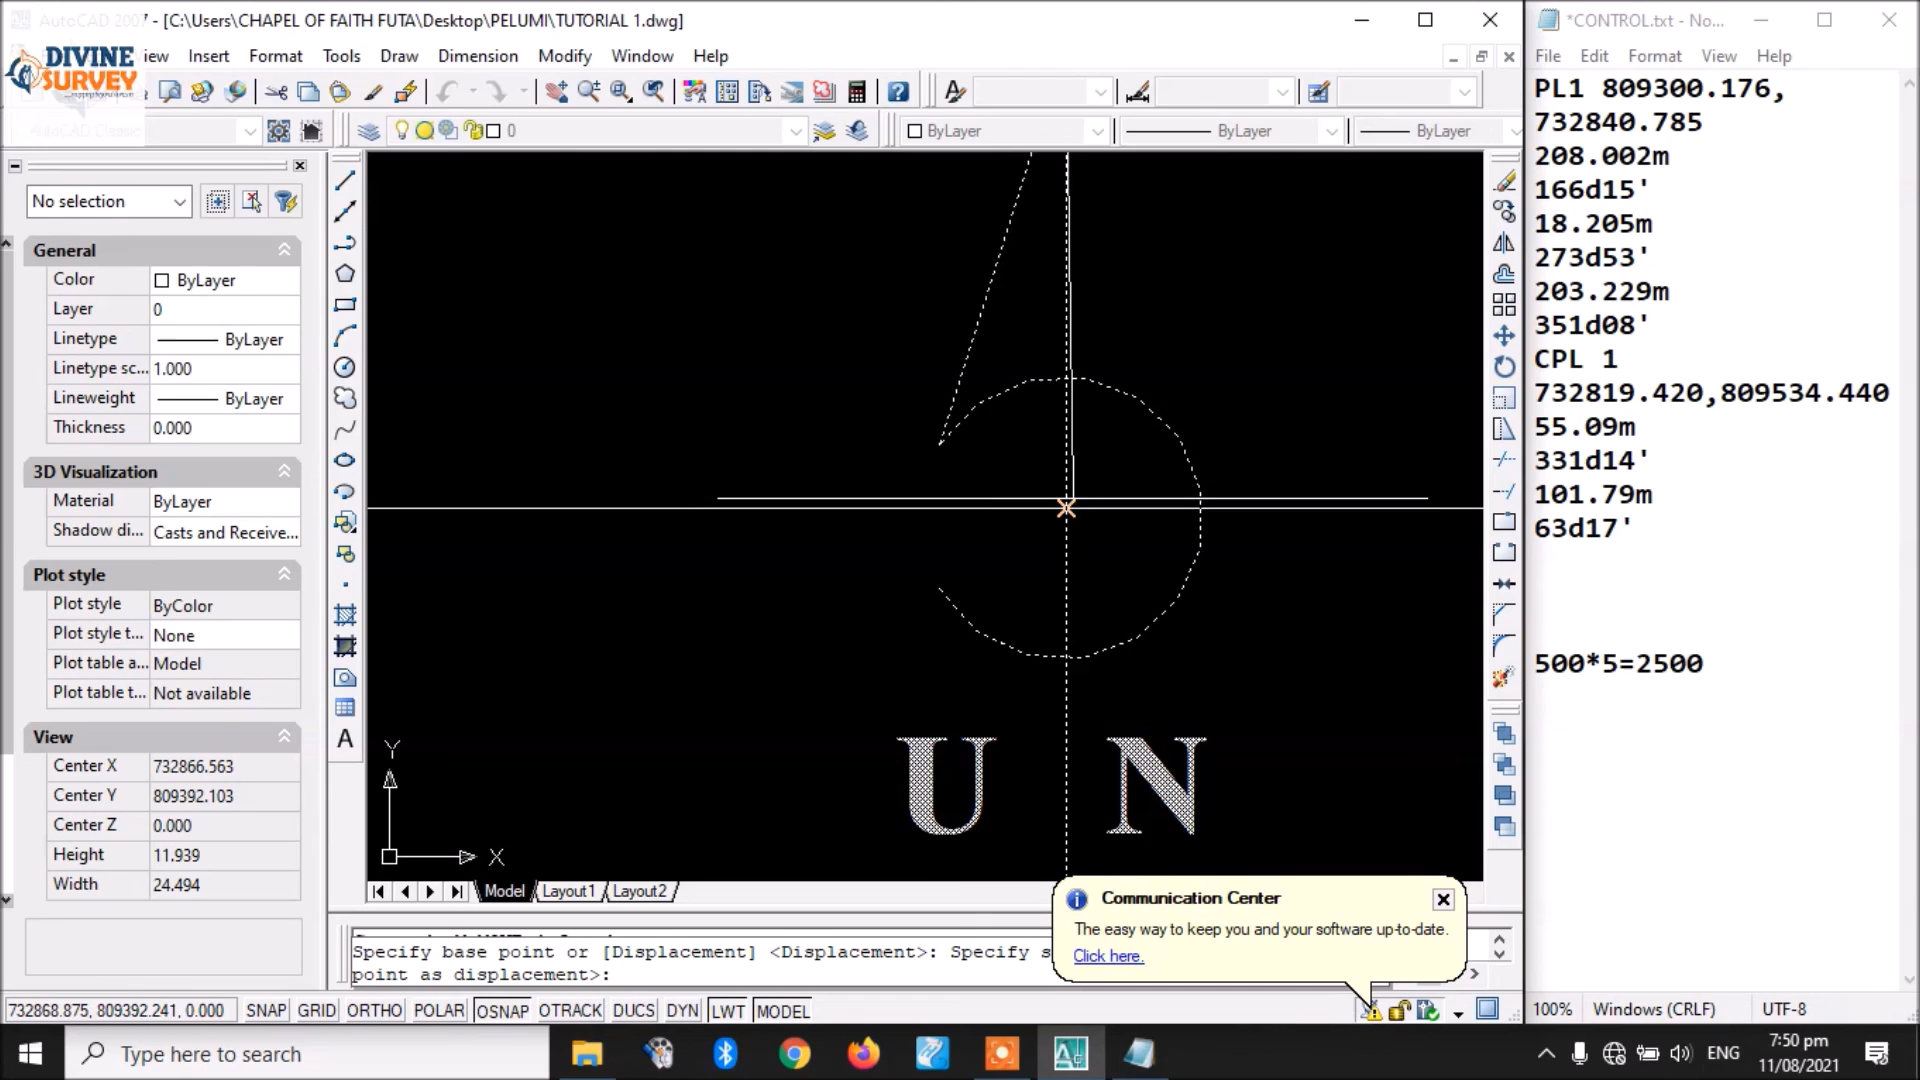 AutoCAD 2007 - [C:\Users\CHAPEL OF FAITH FUTA\Desktop\PELUMI\TUTORIAL 1.dwg]
DIVINE
SURVEY
View Insert Format Tools Draw Dimension Modify Window Help
AutoCAD Classic
0
ByLayer
ByLayer
ByLayer
No selection
General
Color ByLayer
Layer 0
Linetype ByLayer
Linetype sc... 1.000
Lineweight ByLayer
Thickness 0.000
3D Visualization
Material ByLayer
Shadow di... Casts and Receive...
Plot style
Plot style ByColor
Plot style t... None
Plot table a... Model
Plot table t... Not available
View
Center X 732866.563
Center Y 809392.103
Center Z 0.000
Height 11.939
Width 24.494
A
U N
Y
X
Model Layout1 Layout2
Specify base point or [Displacement] <Displacement>: Specify s
point as displacement>:
Communication Center
The easy way to keep you and your software up-to-date.
Click here.
732868.875, 809392.241, 0.000 SNAP GRID ORTHO POLAR OSNAP OTRACK DUCS DYN LWT MODEL
*CONTROL.txt - No...
File Edit Format View Help
PL1 809300.176,
732840.785
208.002m
166d15'
18.205m
273d53'
203.229m
351d08'
CPL 1
732819.420,809534.440
55.09m
331d14'
101.79m
63d17'
500*5=2500
100% Windows (CRLF) UTF-8
Type here to search
ENG
7:50 pm
11/08/2021